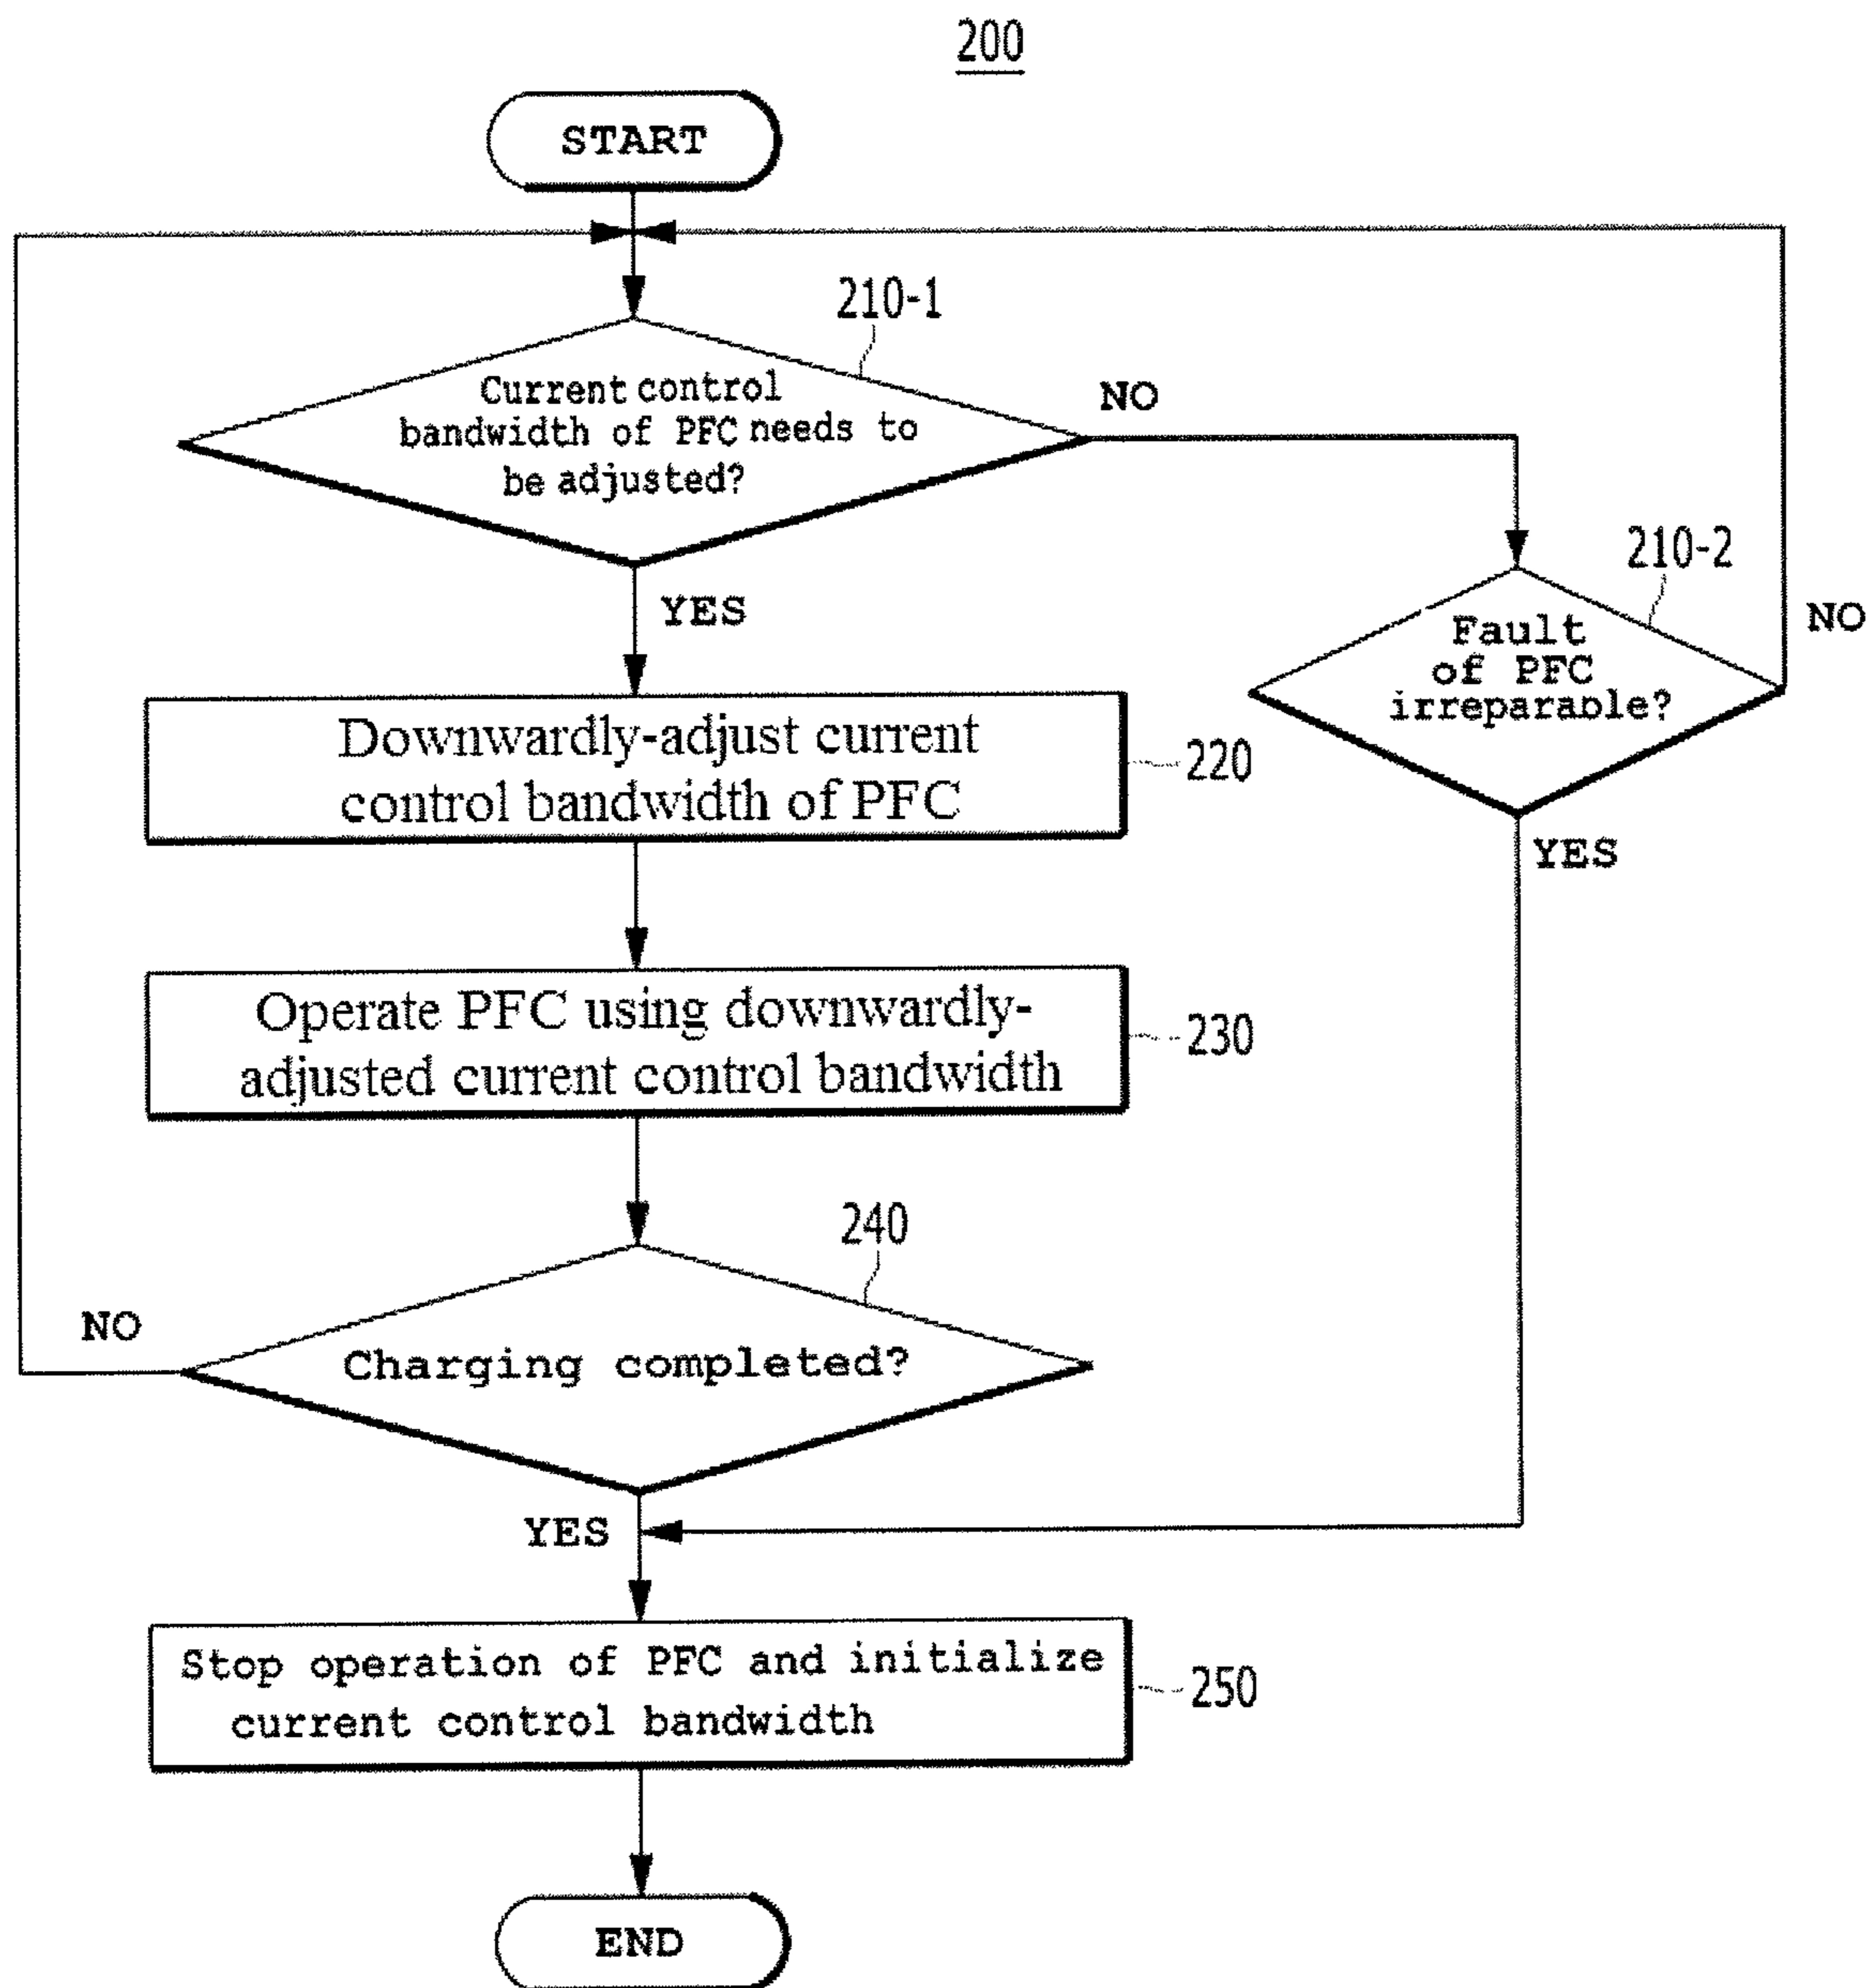 200
START
210-1
Current control
bandwidth of PFC needs to
be adjusted?
NO
YES
210-2
Fault
of PFC
irreparable?
NO
YES
Downwardly-adjust current
control bandwidth of PFC
220
Operate PFC using downwardly-
adjusted current control bandwidth
230
240
Charging completed?
NO
YES
Stop operation of PFC and initialize
current control bandwidth
250
END